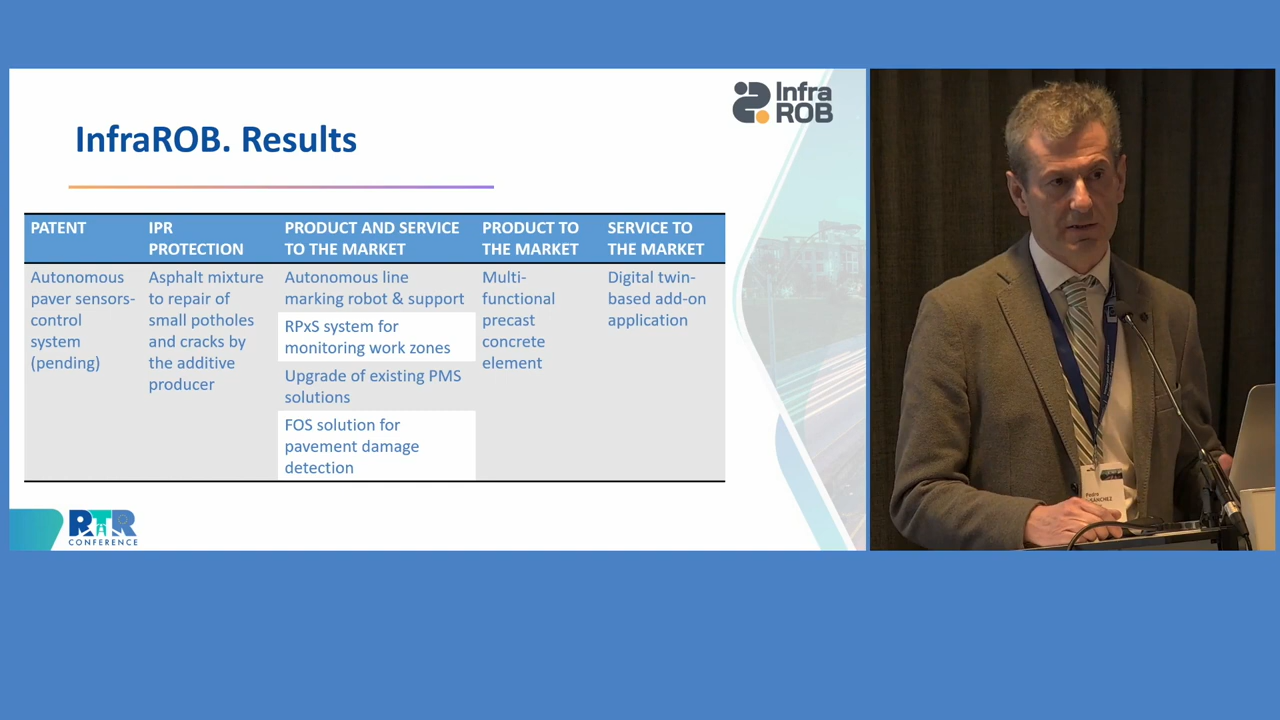 Infra
ROB
InfraROB. Results
PATENT
IPR
PROTECTION
PRODUCT AND SERVICE
TO THE MARKET
PRODUCT TO
THE MARKET
SERVICE TO
THE MARKET
Autonomous
paver sensors-
control
system
(pending)
Asphalt mixture
to repair of
small potholes
and cracks by
the additive
producer
Autonomous line
marking robot & support
RPxS system for
monitoring work zones
Upgrade of existing PMS
solutions
FOS solution for
pavement damage
detection
Multi-
functional
precast
concrete
element
Digital twin-
based add-on
application
RTR
CONFERENCE
Pedro
SÁNCHEZ